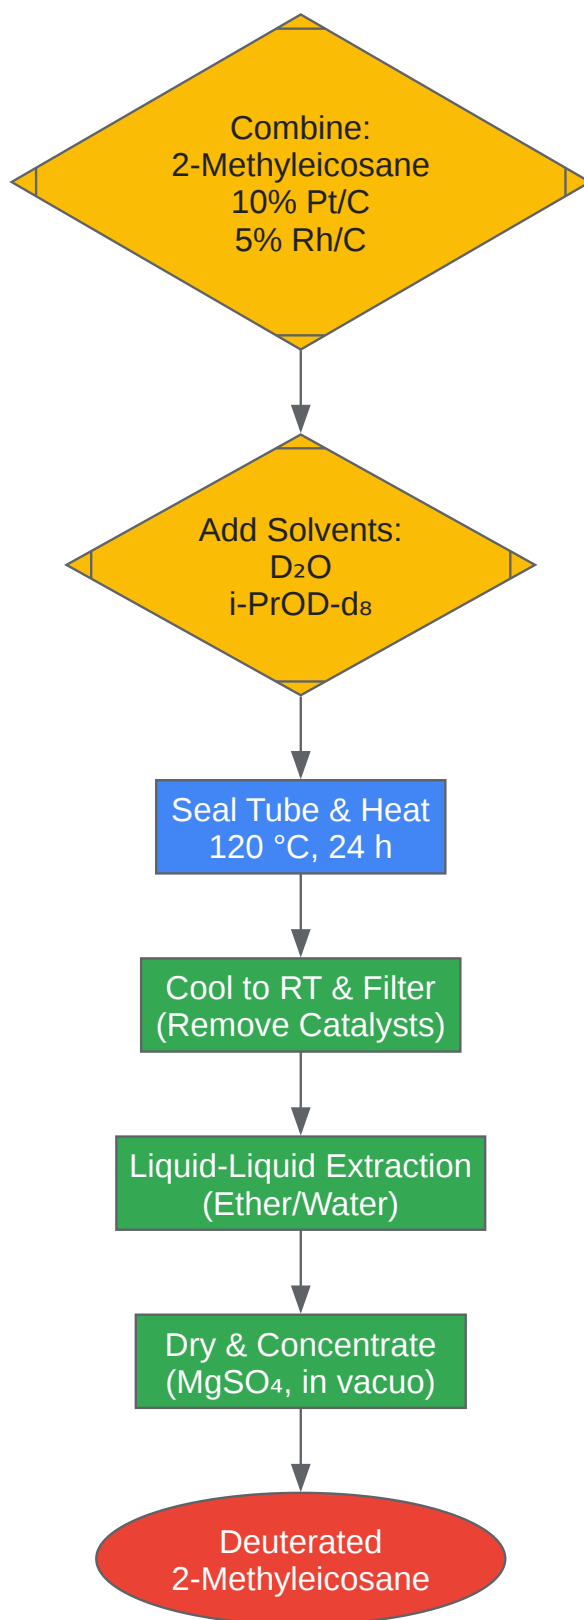 Combine:
2-Methyleicosane
10% Pt/C
5% Rh/C
Add Solvents:
D₂O
i-PrOD-d₈
Seal Tube & Heat
120 °C, 24 h
Cool to RT & Filter
(Remove Catalysts)
Liquid-Liquid Extraction
(Ether/Water)
Dry & Concentrate
(MgSO₄, in vacuo)
Deuterated
2-Methyleicosane